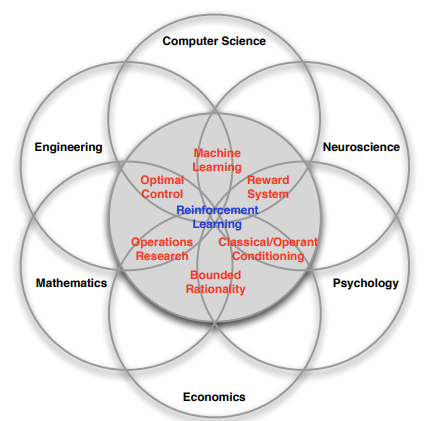 Computer Science
Engineering
Neuroscience
Machine
Learning
Optimal
Control
Reward
System
Reinforcement
Learning
Operations
Research
Classical/Operant
Conditioning
Bounded
Rationality
Mathematics
Psychology
Economics